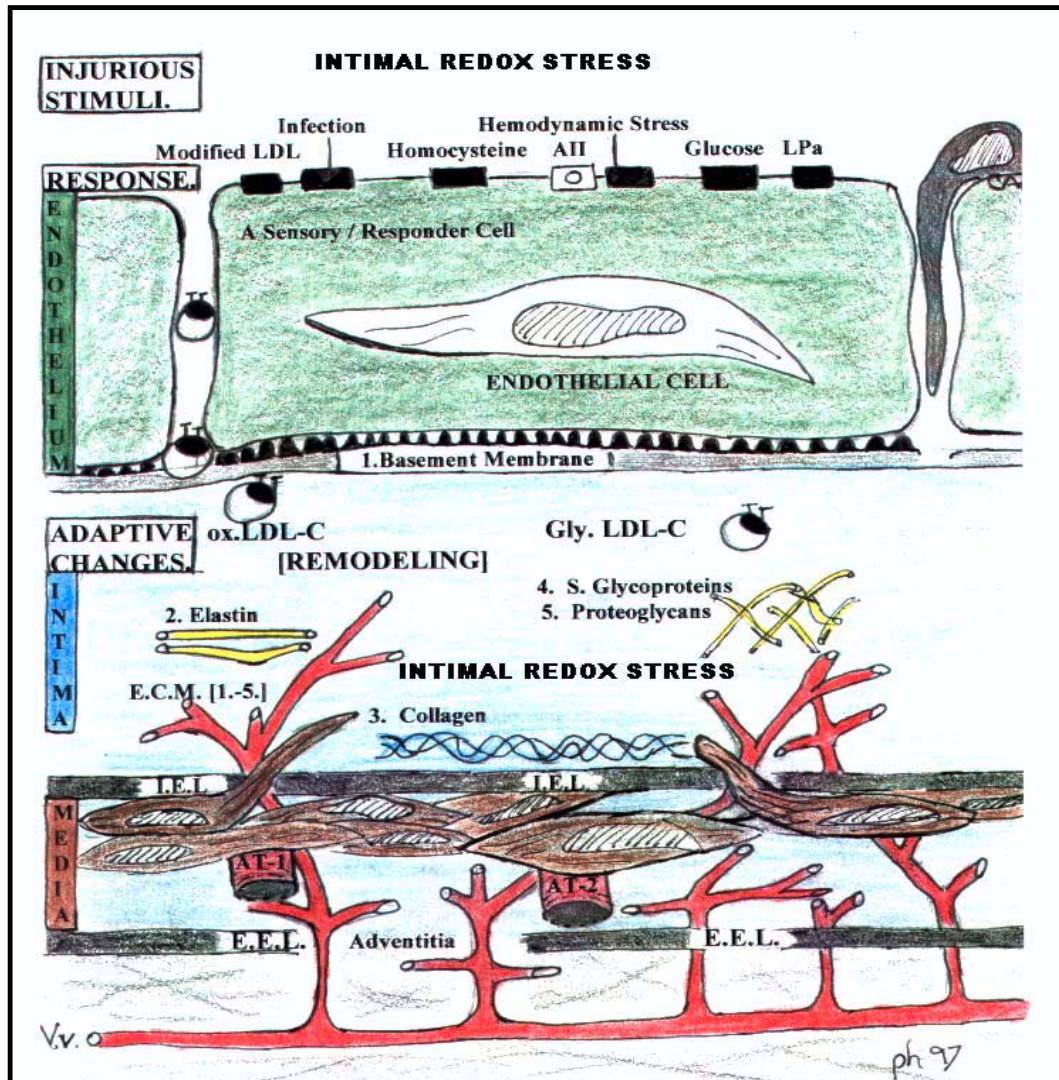 INTIMAL REDOX STRESS
INJURIOUS
STIMULI.
Infection
Hemodynamic Stress
Modified LDL
Homocysteine
AII
Glucose
LPa
RESPONSE.
ENDOTHELIUM
A Sensory / Responder Cell
ENDOTHELIAL CELL
1.Basement Membrane
ADAPTIVE
CHANGES.
ox.LDL-C
Gly. LDL-C
[REMODELING]
INTIMA
4. S. Glycoproteins
5. Proteoglycans
2. Elastin
INTIMAL REDOX STRESS
E.C.M. [1.-5.]
3. Collagen
I.E.L
I.E.L
MEDIA
AT-1
AT-2
E.E.L.
Adventitia
E.E.L.
V.v.
ph 97